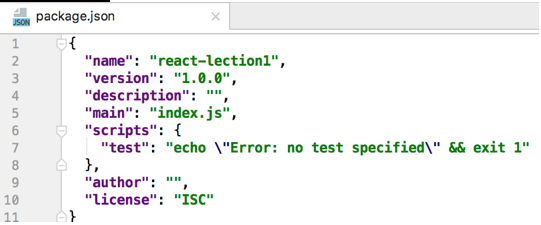 JSON package.json
1 {
2 "name": "react-lection1",
3 "version": "1.0.0",
4 "description": "",
5 "main": "index.js",
6 "scripts": {
7 "test": "echo \"Error: no test specified\" && exit 1"
8 },
9 "author": "",
10 "license": "ISC"
11 }